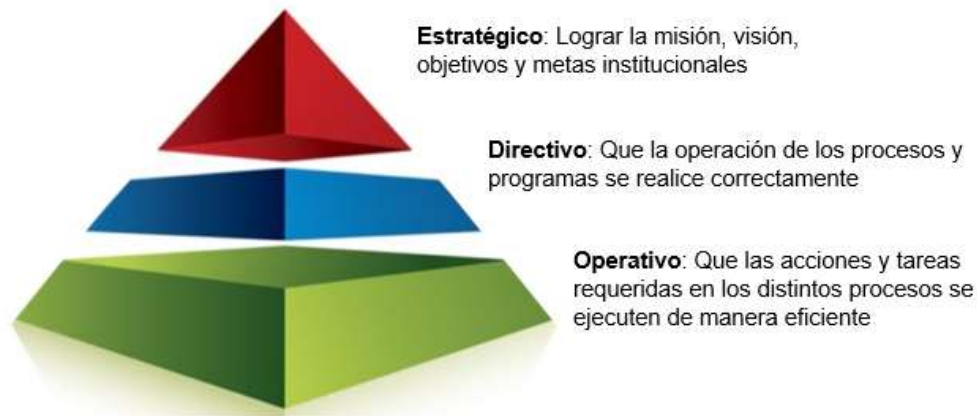 Estratégico: Lograr la misión, visión,
objetivos y metas institucionales
Directivo: Que la operación de los procesos y
programas se realice correctamente
Operativo: Que las acciones y tareas
requeridas en los distintos procesos se
ejecuten de manera eficiente